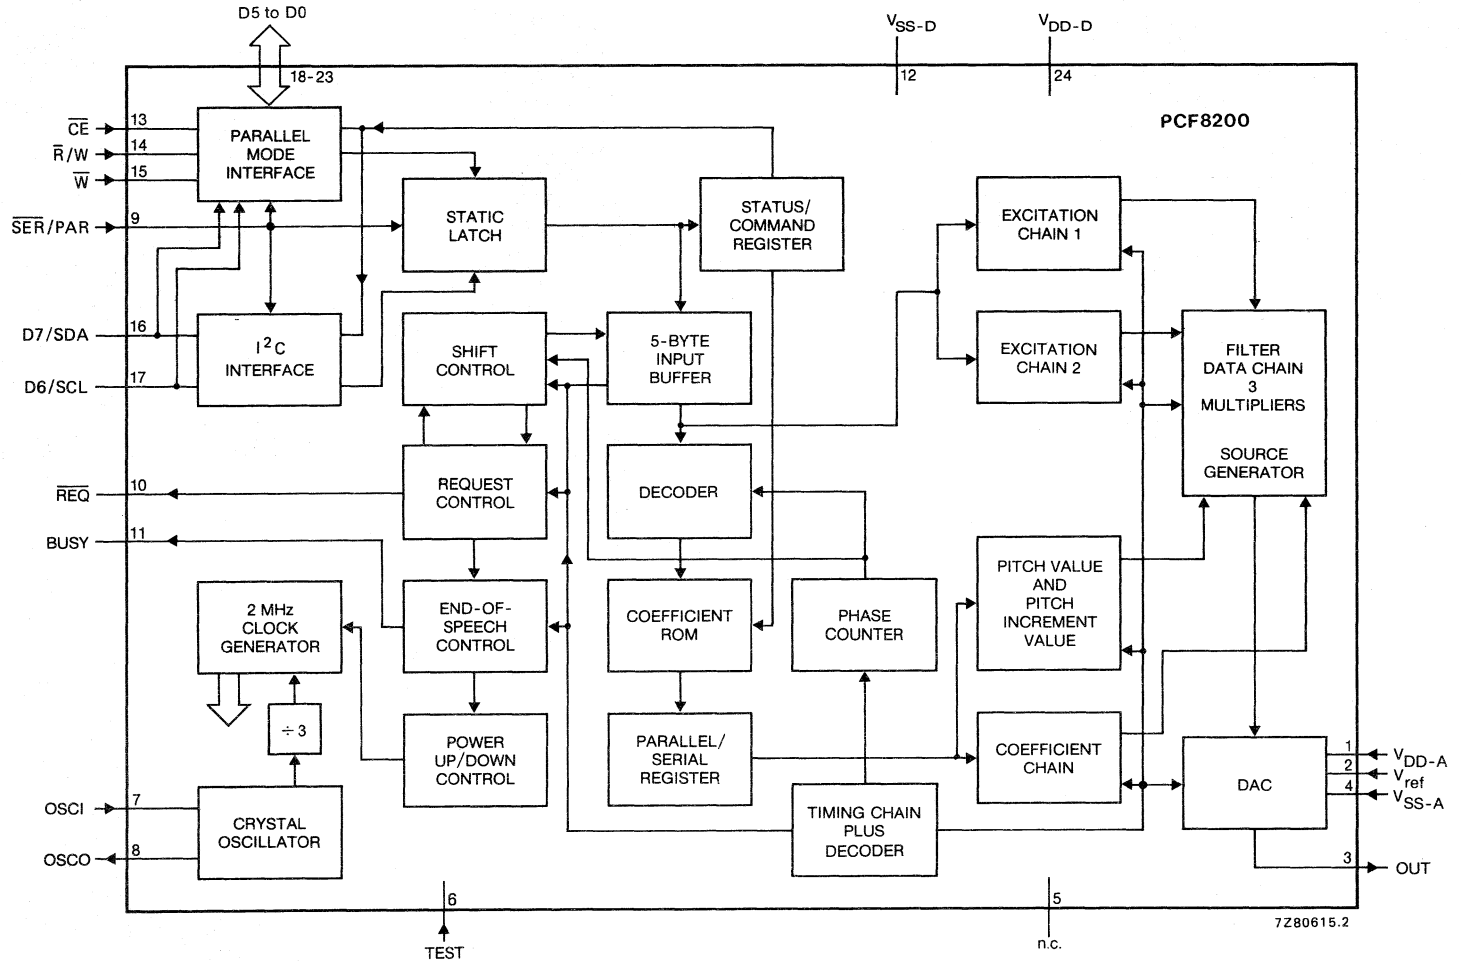 D5 to D0
18-23
VSS-D
12
VDD-D
24
PCF8200
CE
13
R/W
14
W
15
SER/PAR
9
D7/SDA
16
D6/SCL
17
REQ
10
BUSY
11
OSCI
7
OSCO
8
PARALLEL
MODE
INTERFACE
STATIC
LATCH
STATUS/
COMMAND
REGISTER
I2C
INTERFACE
SHIFT
CONTROL
5-BYTE
INPUT
BUFFER
EXCITATION
CHAIN 1
EXCITATION
CHAIN 2
FILTER
DATA CHAIN
3
MULTIPLIERS
SOURCE
GENERATOR
REQUEST
CONTROL
DECODER
2 MHz
CLOCK
GENERATOR
END-OF-
SPEECH
CONTROL
COEFFICIENT
ROM
PHASE
COUNTER
PITCH VALUE
AND
PITCH
INCREMENT
VALUE
÷3
POWER
UP/DOWN
CONTROL
PARALLEL/
SERIAL
REGISTER
COEFFICIENT
CHAIN
DAC
CRYSTAL
OSCILLATOR
TIMING CHAIN
PLUS
DECODER
1
VDD-A
2
Vref
4
VSS-A
3
OUT
6
TEST
5
n.c.
7Z80615.2